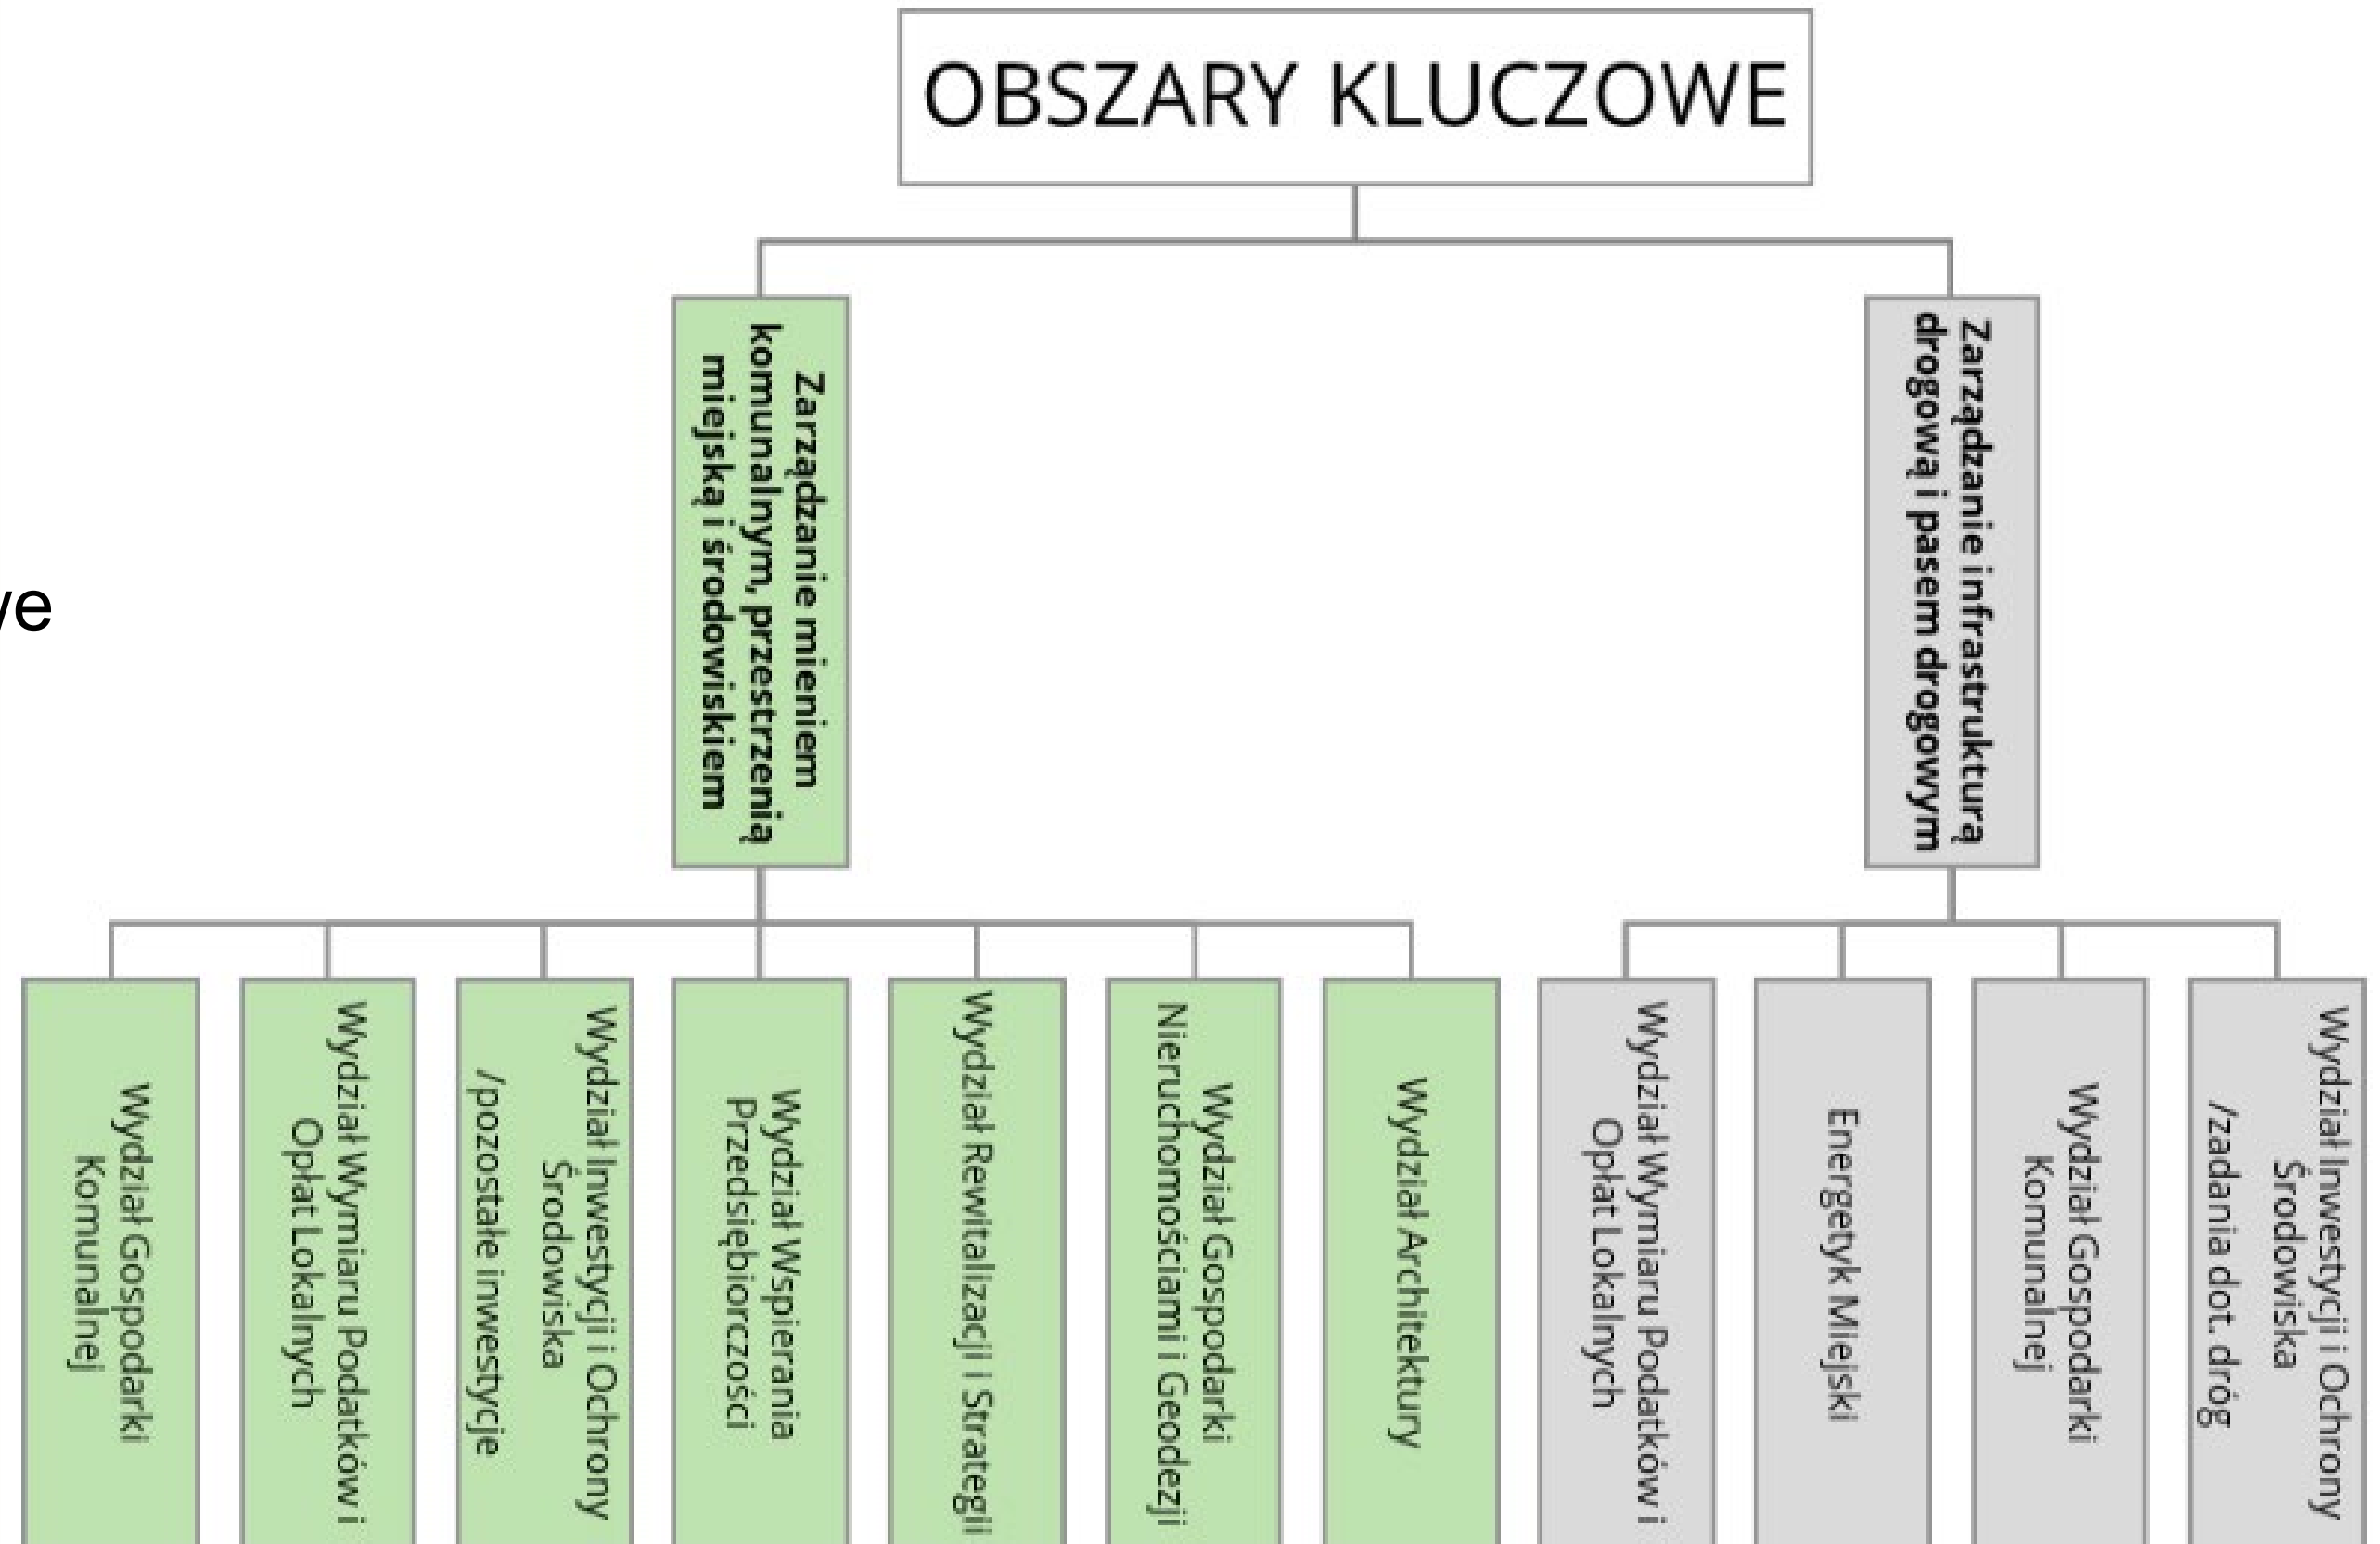 OBSZARY KLUCZOWE
Zarządzanie mieniem
komunalnym, przestrzenią
miejską i środowiskiem
Zarządzanie infrastrukturą
drogową i pasem drogowym
we
Wydział Gospodarki
Komunalnej
Wydział Wymiaru Podatków i
Opłat Lokalnych
Wydział Inwestycji i Ochrony
Środowiska
/pozostałe inwestycje
Wydział Wspierania
Przedsiębiorczości
Wydział Rewitalizacji i Strategii
Wydział Gospodarki
Nieruchomościami i Geodezji
Wydział Architektury
Wydział Wymiaru Podatków i
Opłat Lokalnych
Energetyk Miejski
Wydział Gospodarki
Komunalnej
Wydział Inwestycji i Ochrony
Środowiska
/zadania dot. dróg